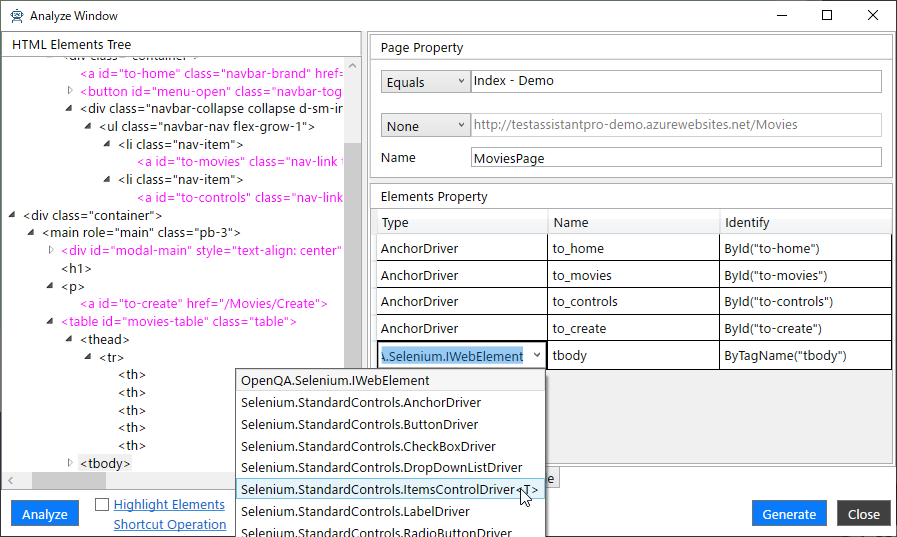 Analyze Window
HTML Elements Tree
<div class="container">
<a id="to-home" class="navbar-brand" href=
<button id="menu-open" class="navbar-tog
<div class="navbar-collapse collapse d-sm-in
<ul class="navbar-nav flex-grow-1">
<li class="nav-item">
<a id="to-movies" class="nav-link t
<li class="nav-item">
<a id="to-controls" class="nav-link
<div class="container">
<main role="main" class="pb-3">
<div id="modal-main" style="text-align: center"
<h1>
<p>
<a id="to-create" href="/Movies/Create">
<table id="movies-table" class="table">
<thead>
<tr>
<th>
<th>
<th>
<th>
<th>
<tbody>
Analyze
Highlight Elements
Shortcut Operation
Page Property
Equals
Index - Demo
None
http://testassistantpro-demo.azurewebsites.net/Movies
Name
MoviesPage
Elements Property
Type Name Identify
AnchorDriver to_home ById("to-home")
AnchorDriver to_movies ById("to-movies")
AnchorDriver to_controls ById("to-controls")
AnchorDriver to_create ById("to-create")
A.Selenium.IWebElement tbody ByTagName("tbody")
OpenQA.Selenium.IWebElement
Selenium.StandardControls.AnchorDriver
Selenium.StandardControls.ButtonDriver
Selenium.StandardControls.CheckBoxDriver
Selenium.StandardControls.DropDownListDriver
Selenium.StandardControls.ItemsControlDriver<T>
Selenium.StandardControls.LabelDriver
Selenium.StandardControls.RadioButtonDriver
Generate
Close